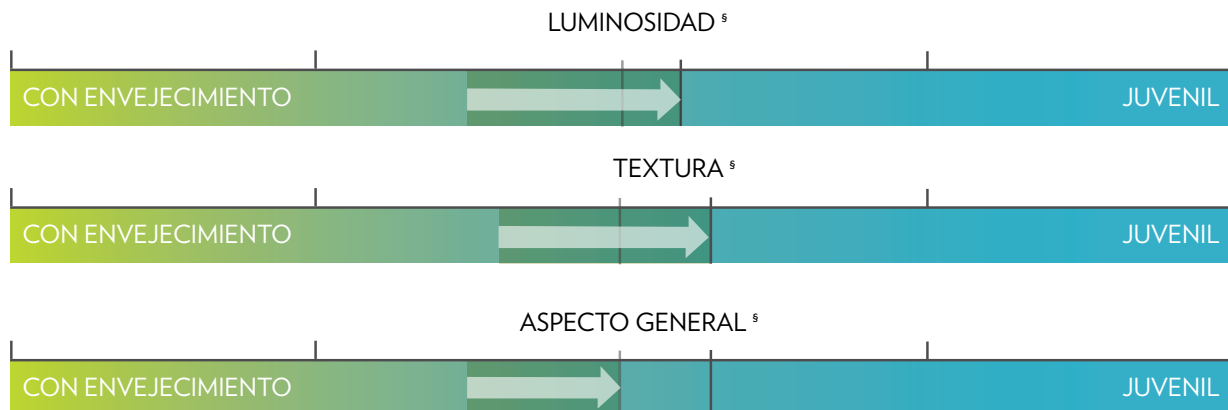 LUMINOSIDAD §
CON ENVEJECIMIENTO JUVENIL
TEXTURA §
CON ENVEJECIMIENTO JUVENIL
ASPECTO GENERAL §
CON ENVEJECIMIENTO JUVENIL